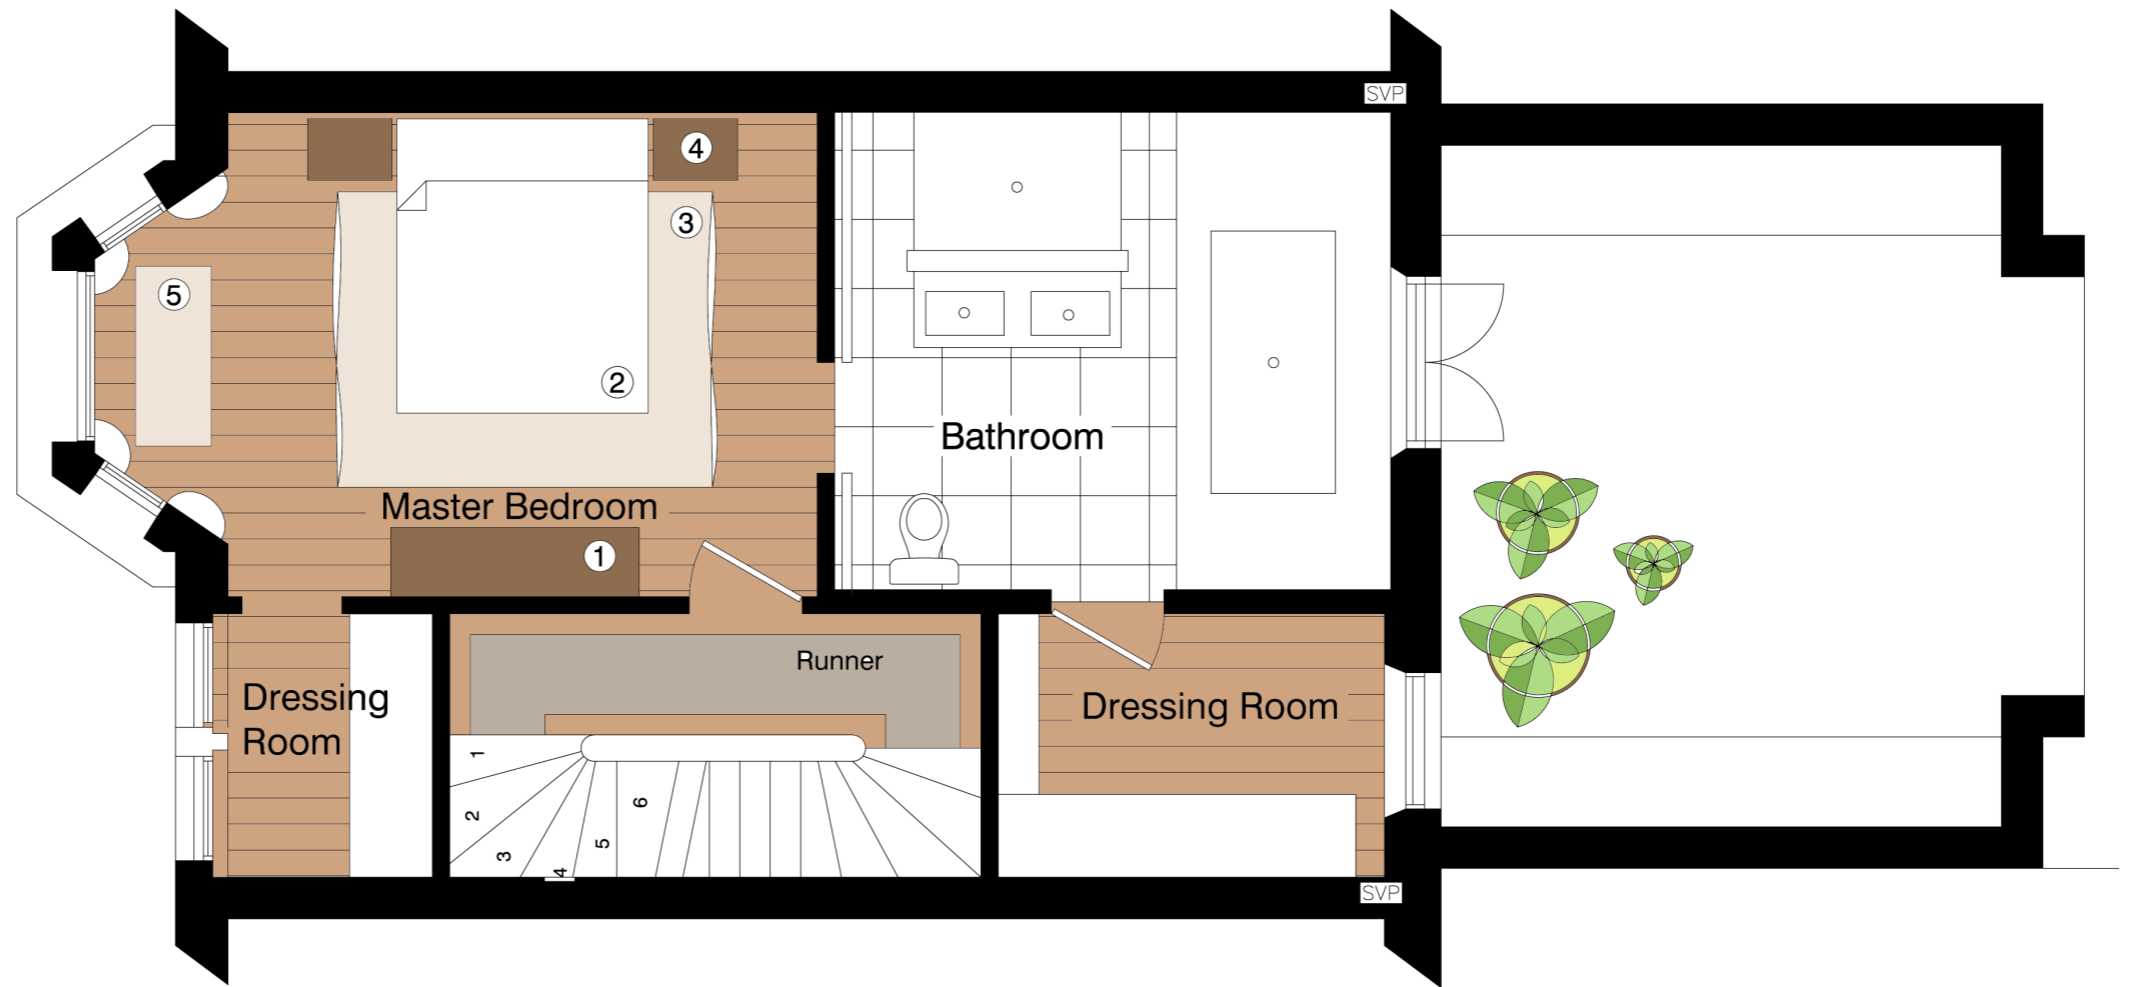 SVP
4
3
5
2
Bathroom
Master Bedroom
1
Runner
Dressing
Room
Dressing Room
1
2
3
4
5
6
SVP